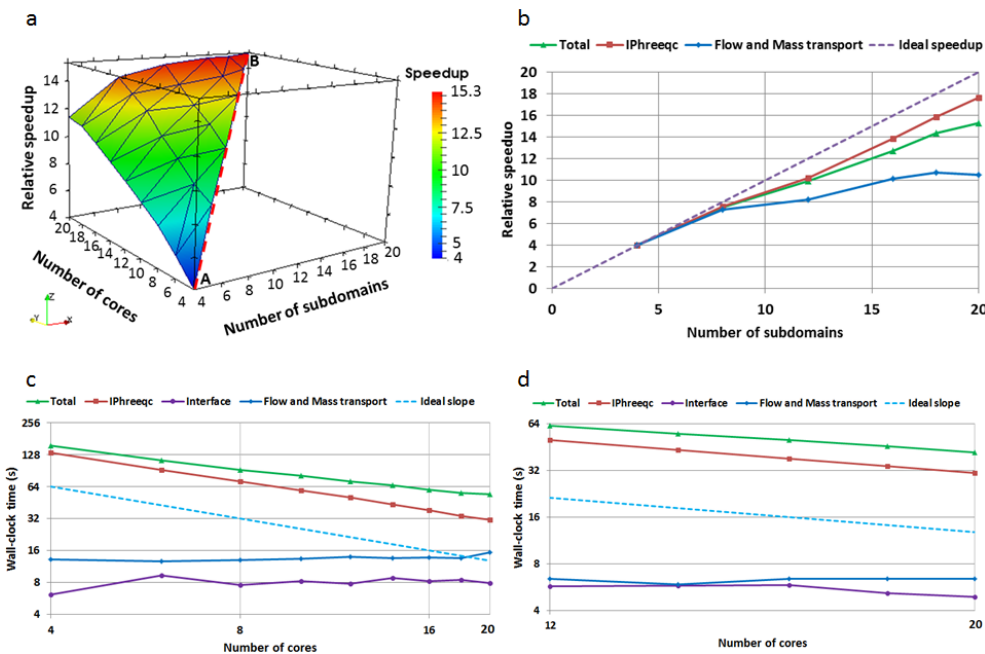 a
Relative speedup
14
12
10
8
6
4
20
18
16
14
12
10
8
6
4
Number of cores
4
6
8
10
12
14
16
18
20
Number of subdomains
A
B
Speedup
15.3
12.5
10
7.5
5
4
Z
Y
X
b
Total
IPhreeqc
Flow and Mass transport
Ideal speedup
Relative speeduo
20
18
16
14
12
10
8
6
4
2
0
0
5
10
15
20
Number of subdomains
c
Total
IPhreeqc
Interface
Flow and Mass transport
Ideal slope
Wall-clock time (s)
256
128
64
32
16
8
4
4
8
16
20
Number of cores
d
Total
IPhreeqc
Interface
Flow and Mass transport
Ideal slope
Wall-clock time (s)
64
32
16
8
4
12
20
Number of cores